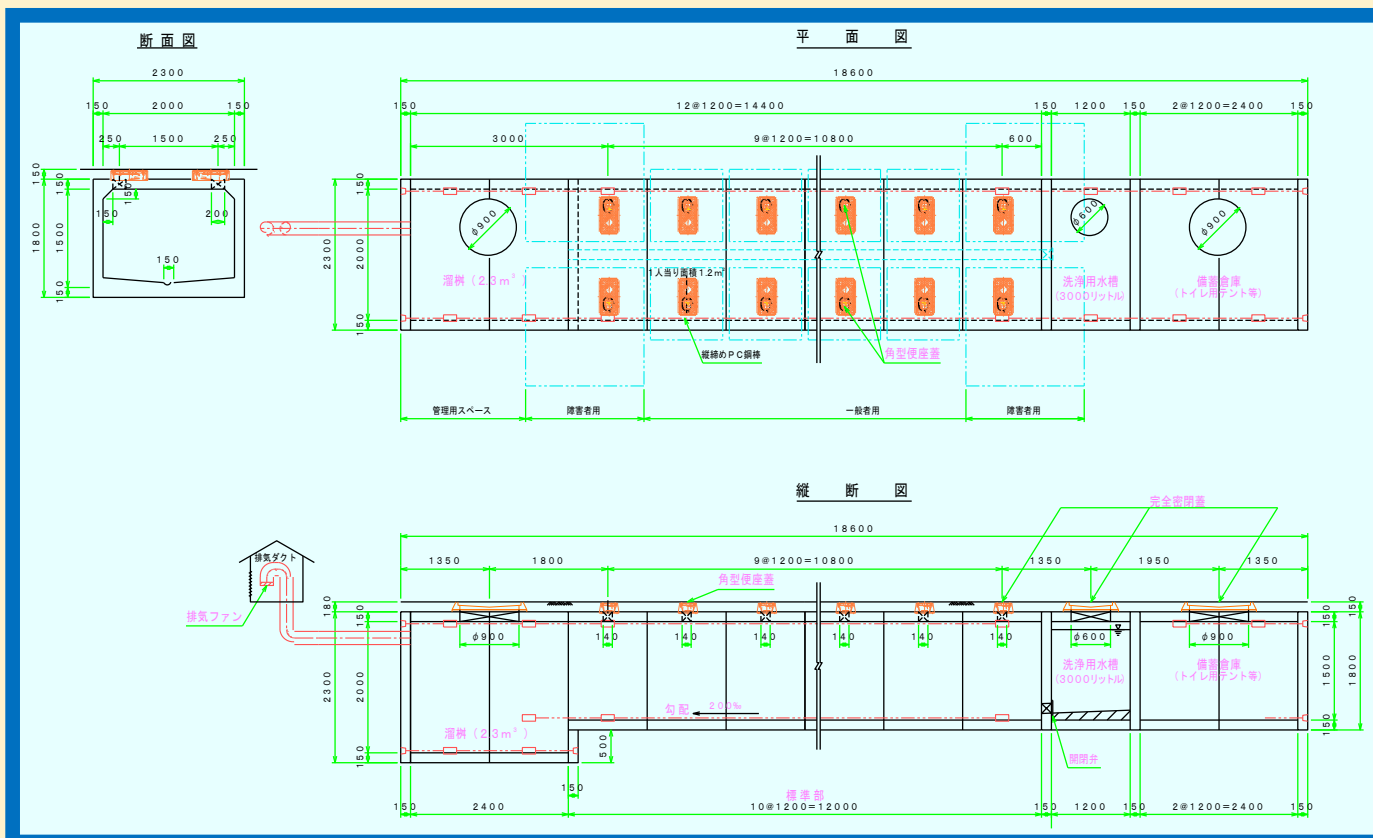 断面図
2300
150 2000 150
250 1500 250
150
1800
150
1500
150
150
150
200
150
平面図
18600
150 12@1200=14400 150 1200 150 2@1200=2400 150
3000 9@1200=10800 600
2300
150
2000
150
φ900
φ600
φ900
溜桝(2.3m³)
1人当り面積1.2㎡
洗浄用水槽
(3000リットル)
備蓄倉庫
(トイレ用テント等)
縦締めPC鋼棒
角型便座蓋
管理用スペース
障害者用
一般者用
障害者用
縦断図
完全密閉蓋
18600
1350 1800 9@1200=10800 1350 1950 1350
排気ダクト
排気ファン
角型便座蓋
180
2300
150
2000
150
φ900
140 140 140 140 140 140
φ600
φ900
150
1500
150
1800
洗浄用水槽
(3000リットル)
備蓄倉庫
(トイレ用テント等)
勾配 200‰
溜桝(2.3m³)
500
開閉弁
150
標準部
150 2400 10@1200=12000 150 1200 150 2@1200=2400 150